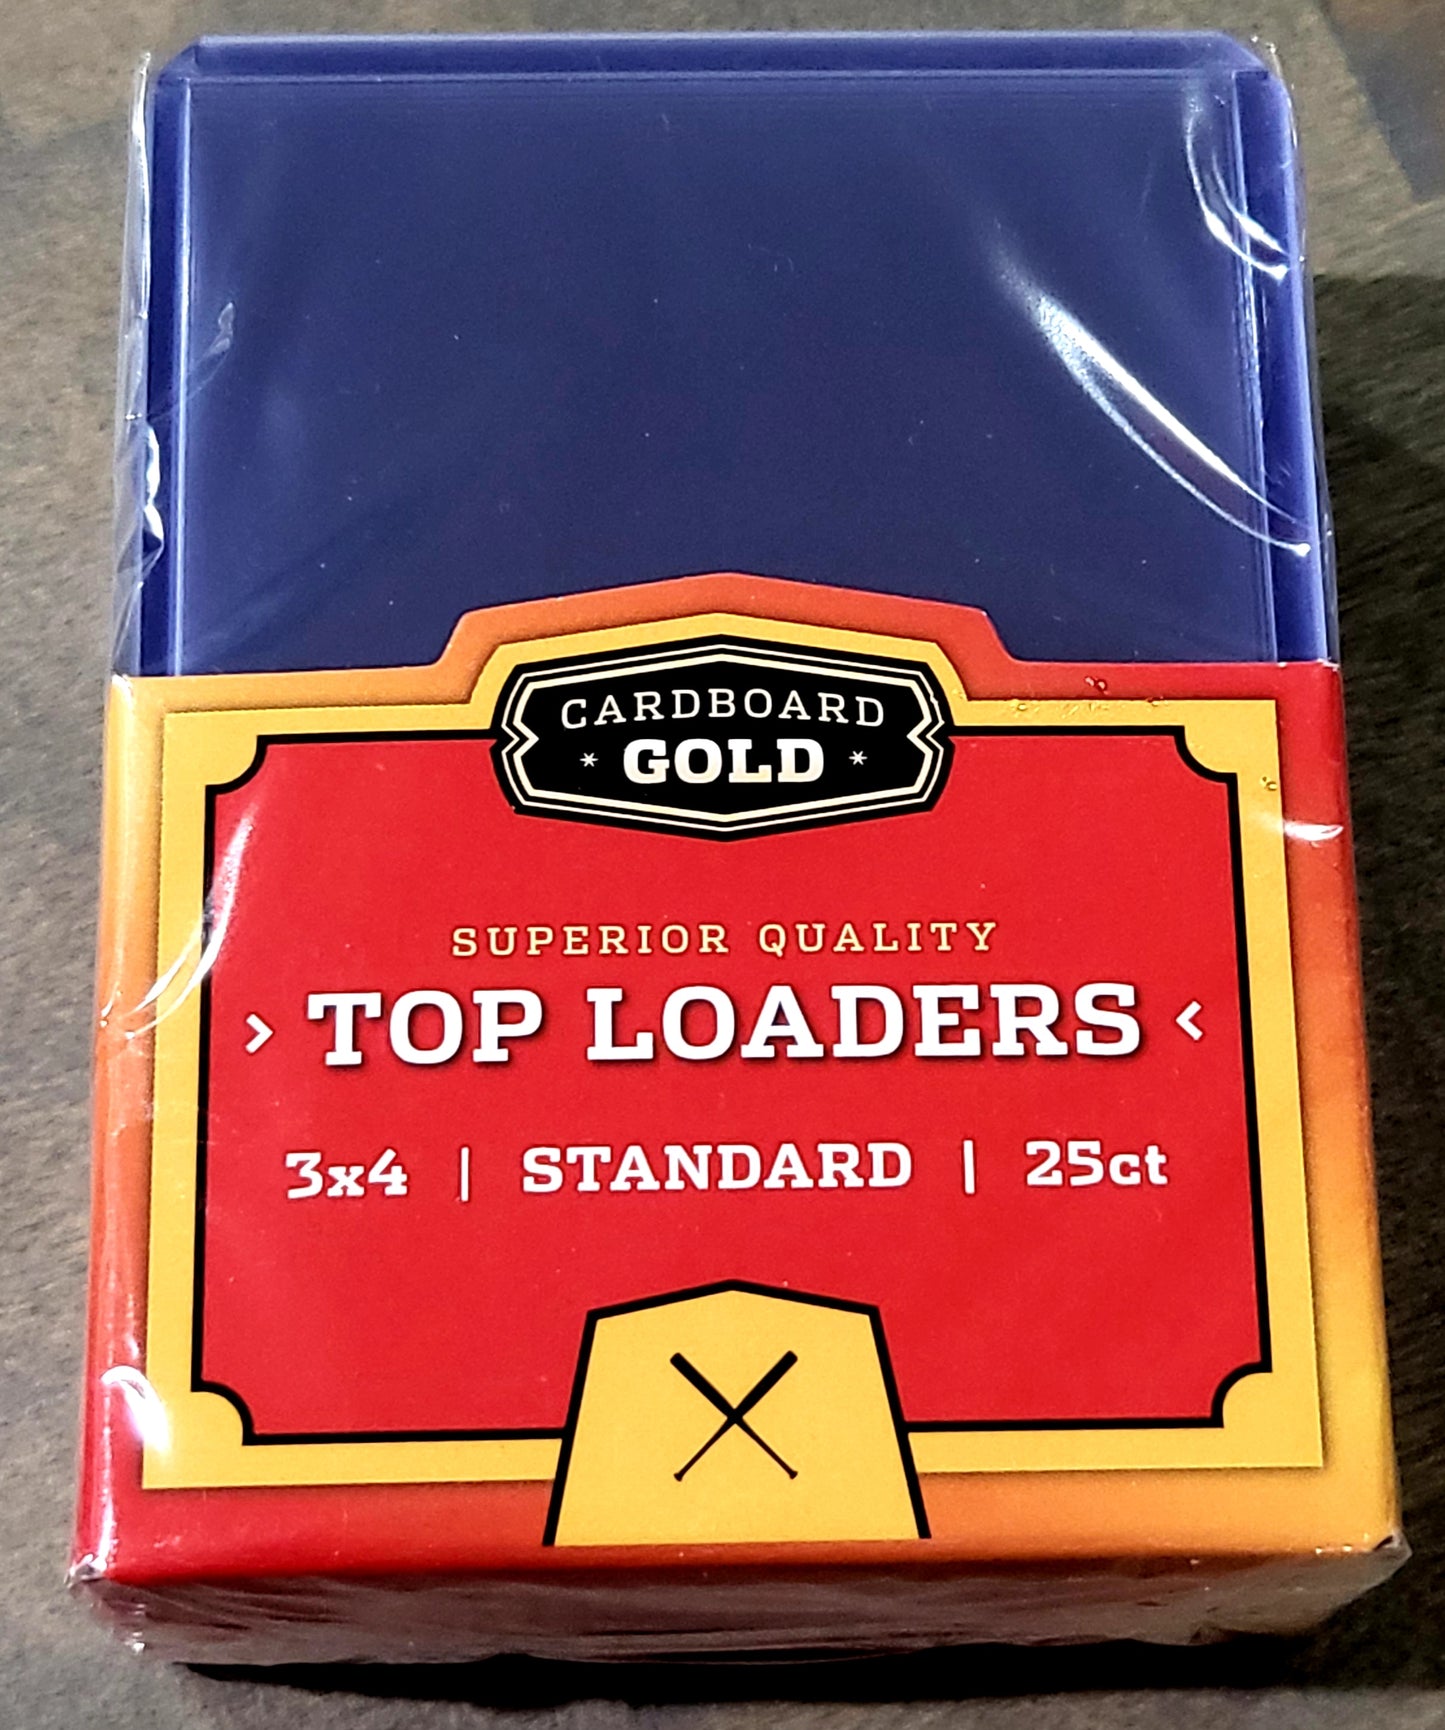 CARDBOARD
* GOLD *
SUPERIOR QUALITY
> TOP LOADERS <
3x4 | STANDARD | 25ct